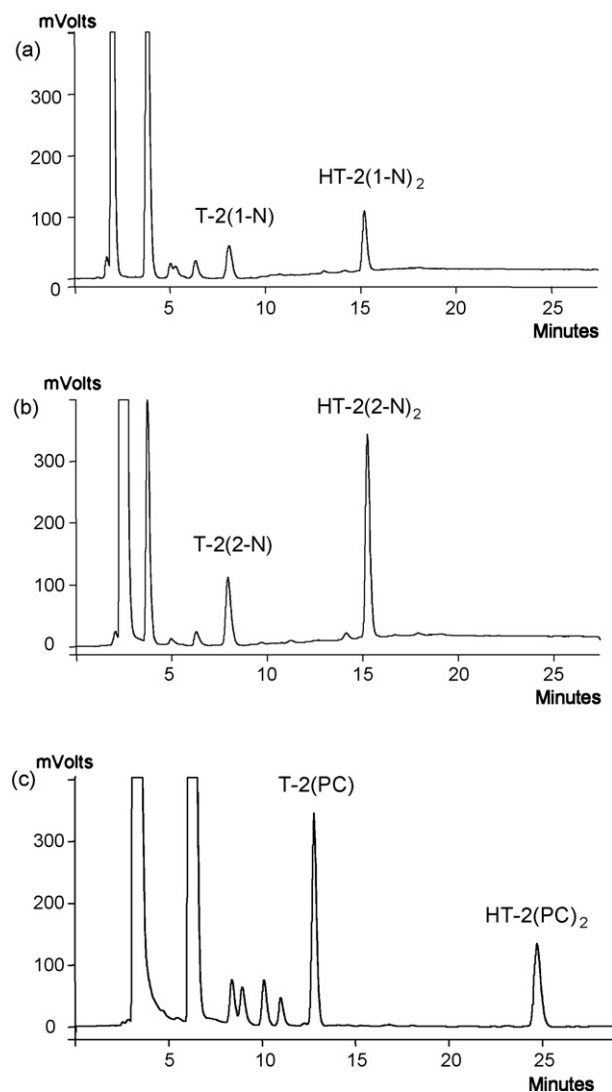 mVolts
(a)
300
200
100
0
T-2(1-N)
HT-2(1-N)₂
5 10 15 20 25
Minutes
mVolts
(b)
300
200
100
0
T-2(2-N)
HT-2(2-N)₂
5 10 15 20 25
Minutes
mVolts
(c)
300
200
100
0
T-2(PC)
HT-2(PC)₂
5 10 15 20 25
Minutes